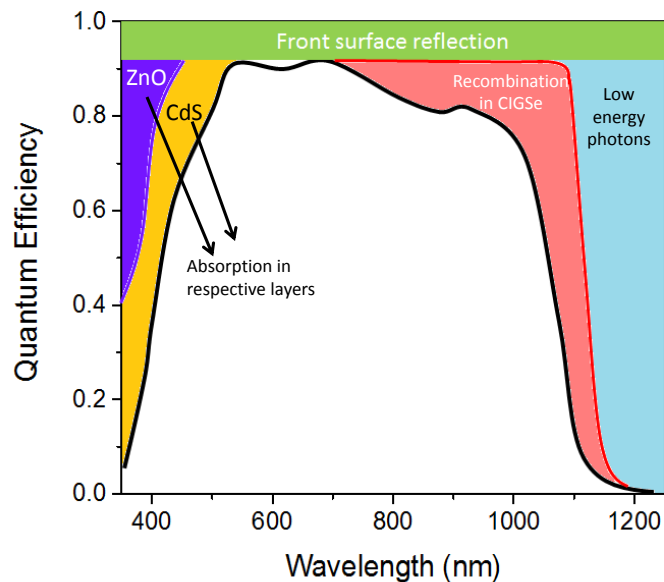 Front surface reflection
1.0
0.8
0.6
0.4
0.2
0.0
Quantum Efficiency
ZnO
CdS
Recombination
in CIGSe
Low
energy
photons
Absorption in
respective layers
400
600
800
1000
1200
Wavelength (nm)